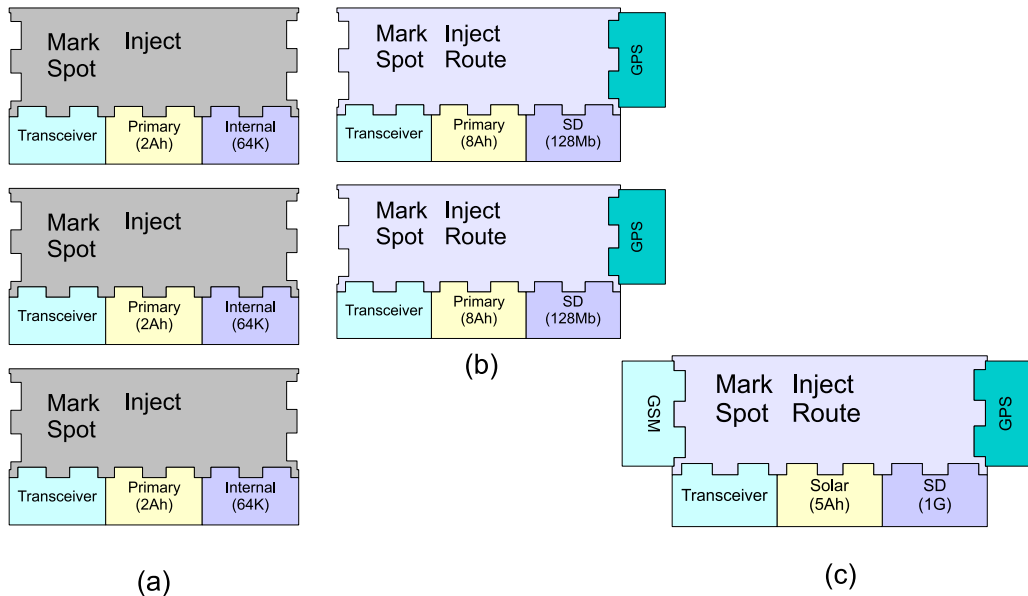 Mark Inject
Spot
Transceiver
Primary
(2Ah)
Internal
(64K)
Mark Inject
Spot
Transceiver
Primary
(2Ah)
Internal
(64K)
Mark Inject
Spot
Transceiver
Primary
(2Ah)
Internal
(64K)
(a)
Mark Inject
Spot Route
GPS
Transceiver
Primary
(8Ah)
SD
(128Mb)
Mark Inject
Spot Route
GPS
Transceiver
Primary
(8Ah)
SD
(128Mb)
(b)
GSM
Mark Inject
Spot Route
GPS
Transceiver
Solar
(5Ah)
SD
(1G)
(c)